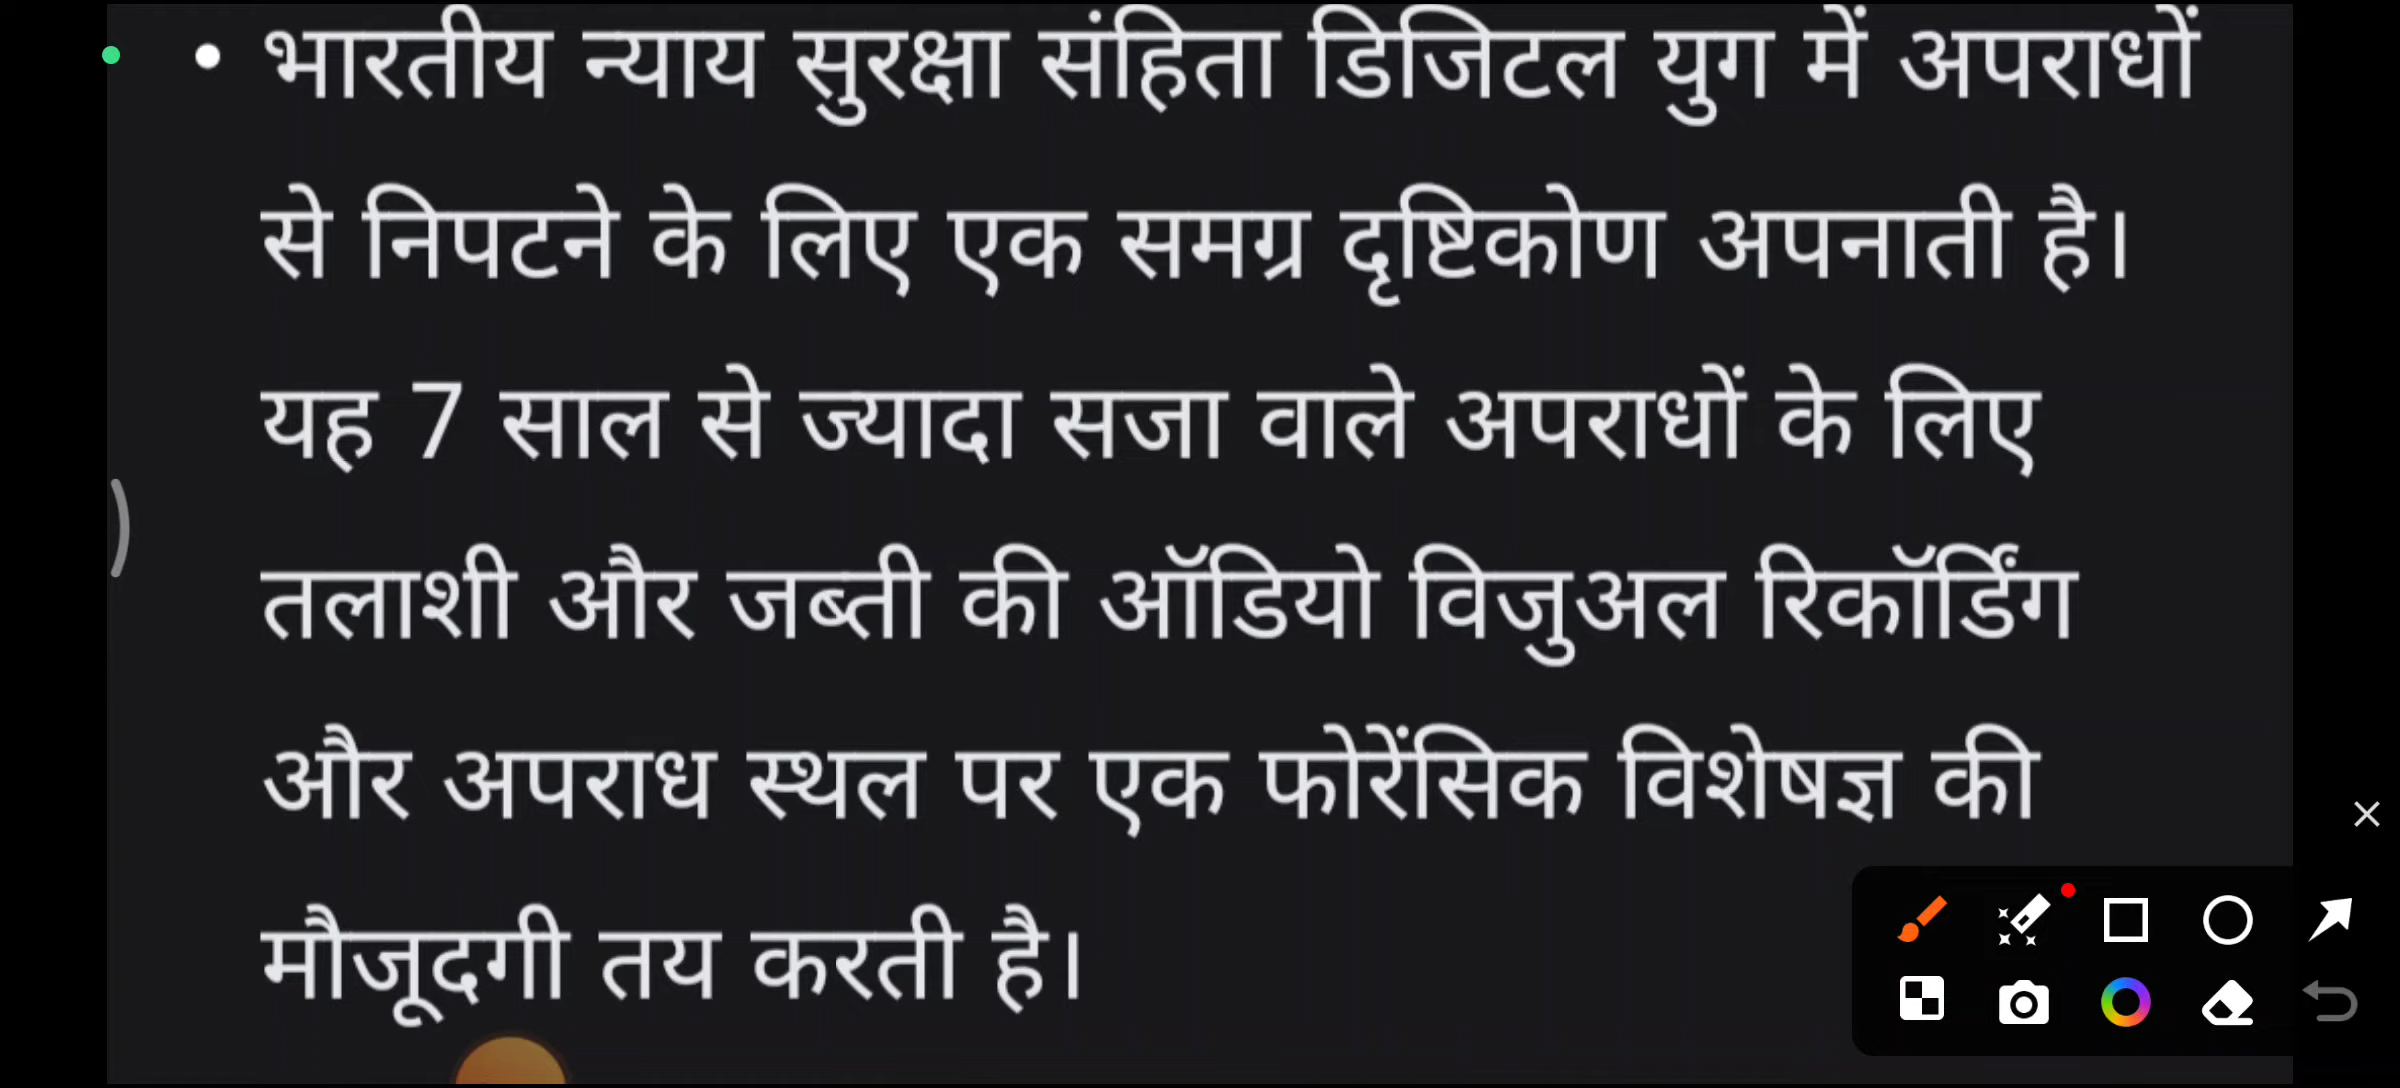 • भारतीय न्याय सुरक्षा संहिता डिजिटल युग में अपराधों
से निपटने के लिए एक समग्र दृष्टिकोण अपनाती है।
यह 7 साल से ज्यादा सजा वाले अपराधों के लिए
तलाशी और जब्ती की ऑडियो विजुअल रिकॉर्डिंग
और अपराध स्थल पर एक फोरेंसिक विशेषज्ञ की
मौजूदगी तय करती है।